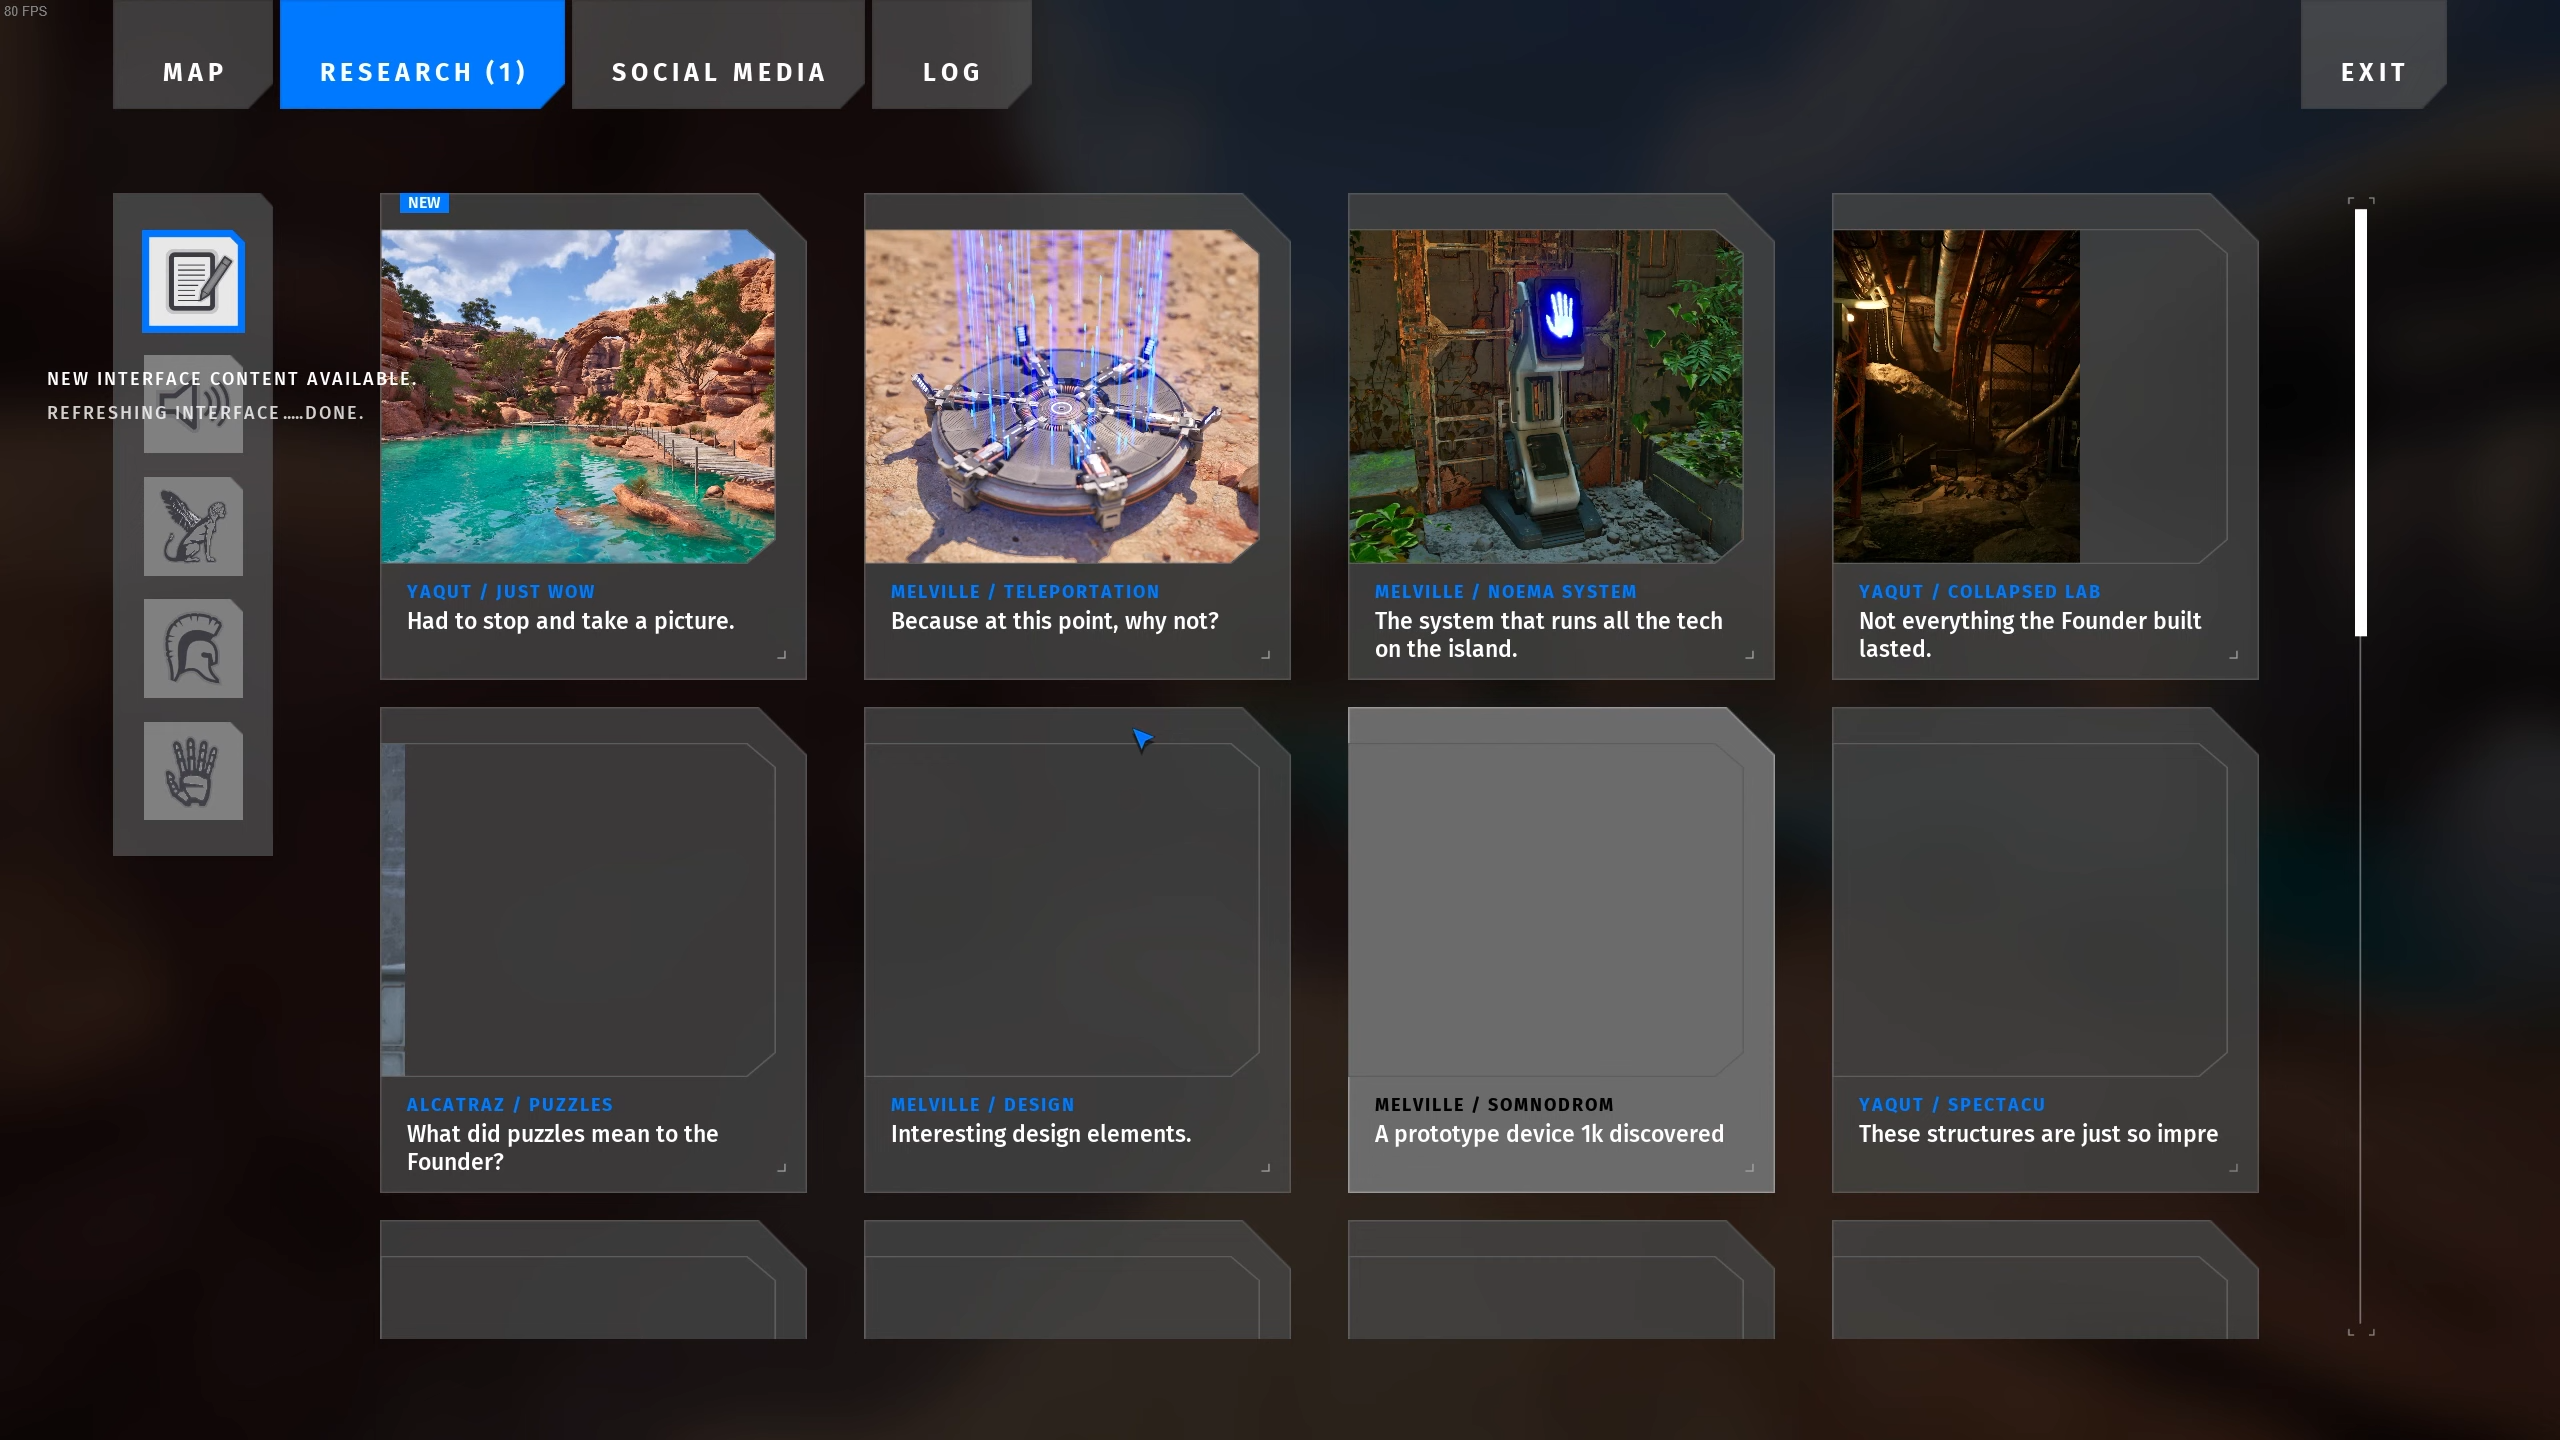 80 FPS
MAP
RESEARCH (1)
SOCIAL MEDIA
LOG
EXIT
NEW INTERFACE CONTENT AVAILABLE.
REFRESHING INTERFACE.....DONE.
NEW
YAQUT / JUST WOW
Had to stop and take a picture.
MELVILLE / TELEPORTATION
Because at this point, why not?
MELVILLE / NOEMA SYSTEM
The system that runs all the tech
on the island.
YAQUT / COLLAPSED LAB
Not everything the Founder built
lasted.
ALCATRAZ / PUZZLES
What did puzzles mean to the
Founder?
MELVILLE / DESIGN
Interesting design elements.
MELVILLE / SOMNODROM
A prototype device 1k discovered
YAQUT / SPECTACU
These structures are just so impre